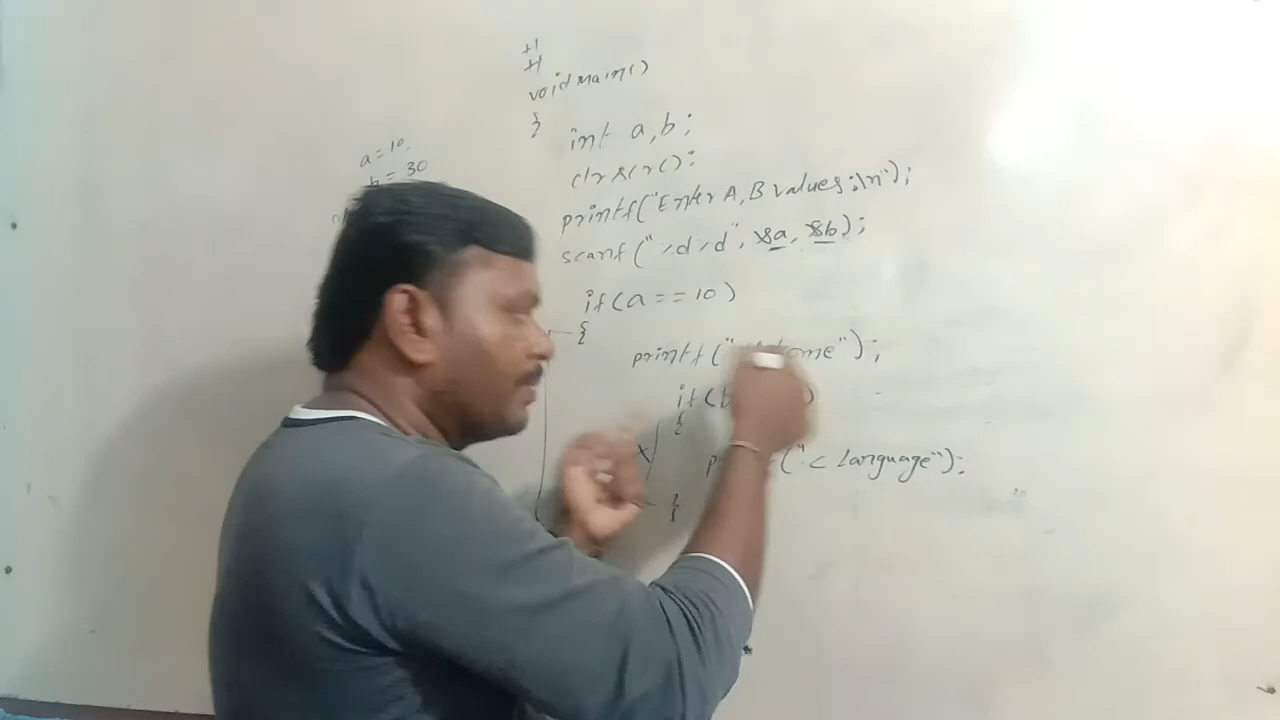 void main()
{
int a,b;
clrscr();
printf("Enter A,B values:\n");
scanf("%d%d", &a, &b);
if(a==10)
{
printf("
if(b
{
("C language");
}
a=10,
b=30